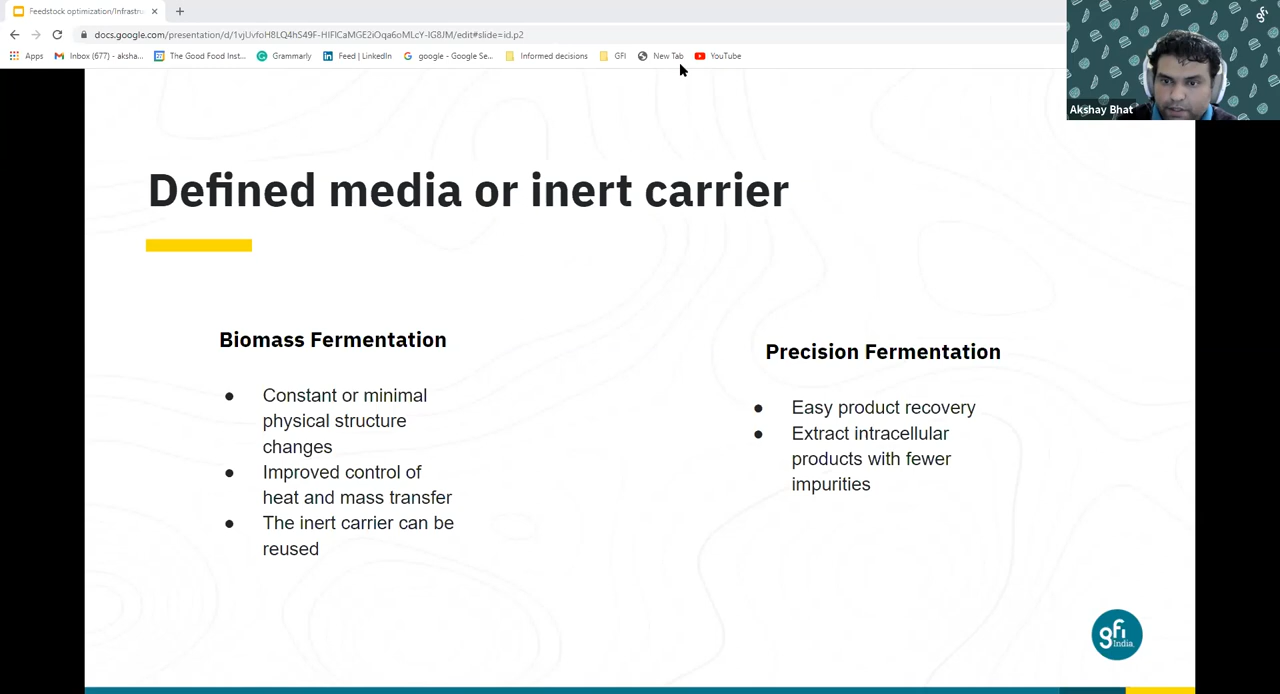 Feedstock optimization/Infrastru
docs.google.com/presentation/d/1vjUvfoH8LQ4hS49F-HIFlCaMGE2iOqa6oMLcY-IG8JM/edit#slide=id.p2
Apps Inbox (677) - aksha... The Good Food Inst... Grammarly Feed | LinkedIn google - Google Se... Informed decisions GFI New Tab YouTube
gfi
Akshay Bhat
Defined media or inert carrier
Biomass Fermentation
● Constant or minimal
physical structure
changes
● Improved control of
heat and mass transfer
● The inert carrier can be
reused
Precision Fermentation
● Easy product recovery
● Extract intracellular
products with fewer
impurities
gfi
India.